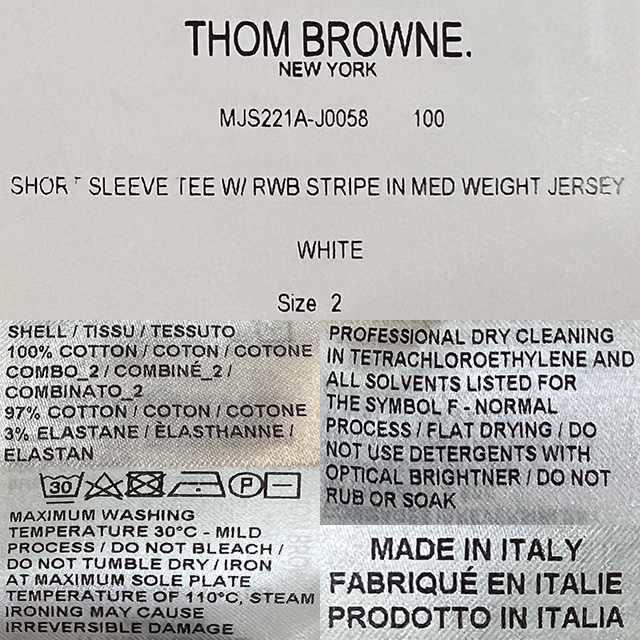 THOM BROWNE.
NEW YORK
MJS221A-J0058 100
SHORT SLEEVE TEE W/ RWB STRIPE IN MED WEIGHT JERSEY
WHITE
Size 2
SHELL / TISSU / TESSUTO
100% COTTON / COTON / COTONE
COMBO_2 / COMBINÉ_2 /
COMBINATO_2
97% COTTON / COTON / COTONE
3% ELASTANE / ÉLASTHANNE /
ELASTAN
30 P
MAXIMUM WASHING
TEMPERATURE 30°C - MILD
PROCESS / DO NOT BLEACH /
DO NOT TUMBLE DRY / IRON
AT MAXIMUM SOLE PLATE
TEMPERATURE OF 110°C, STEAM
IRONING MAY CAUSE
IRREVERSIBLE DAMAGE
PROFESSIONAL DRY CLEANING
IN TETRACHLOROETHYLENE AND
ALL SOLVENTS LISTED FOR
THE SYMBOL F - NORMAL
PROCESS / FLAT DRYING / DO
NOT USE DETERGENTS WITH
OPTICAL BRIGHTNER / DO NOT
RUB OR SOAK
MADE IN ITALY
FABRIQUÉ EN ITALIE
PRODOTTO IN ITALIA